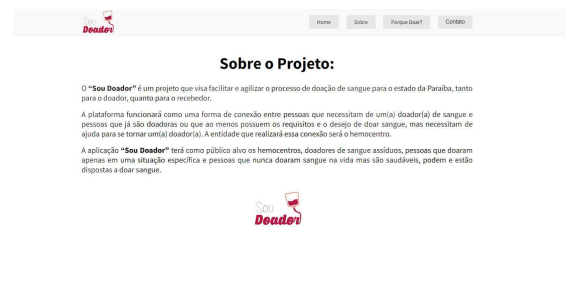 Sou
Doador
Home
Sobre
Porque Doar?
Contato
Sobre o Projeto:
O “Sou Doador” é um projeto que visa facilitar e agilizar o processo de doação de sangue para o estado da Paraíba, tanto
para o doador, quanto para o recebedor.
A plataforma funcionará como uma forma de conexão entre pessoas que necessitam de um(a) doador(a) de sangue e
pessoas que já são doadoras ou que ao menos possuem os requisitos e o desejo de doar sangue, mas necessitam de
ajuda para se tornar um(a) doador(a). A entidade que realizará essa conexão será o hemocentro.
A aplicação “Sou Doador” terá como público alvo os hemocentros, doadores de sangue assíduos, pessoas que doaram
apenas em uma situação específica e pessoas que nunca doaram sangue na vida mas são saudáveis, podem e estão
dispostas a doar sangue.
Sou
Doador